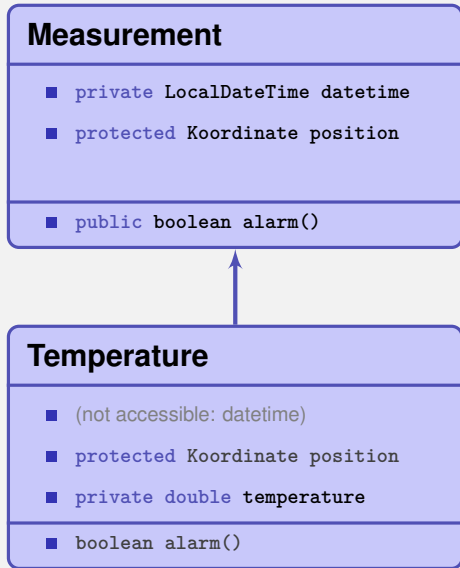 Measurement
private LocalDateTime datetime
protected Koordinate position
public boolean alarm()
Temperature
(not accessible: datetime)
protected Koordinate position
private double temperature
boolean alarm()